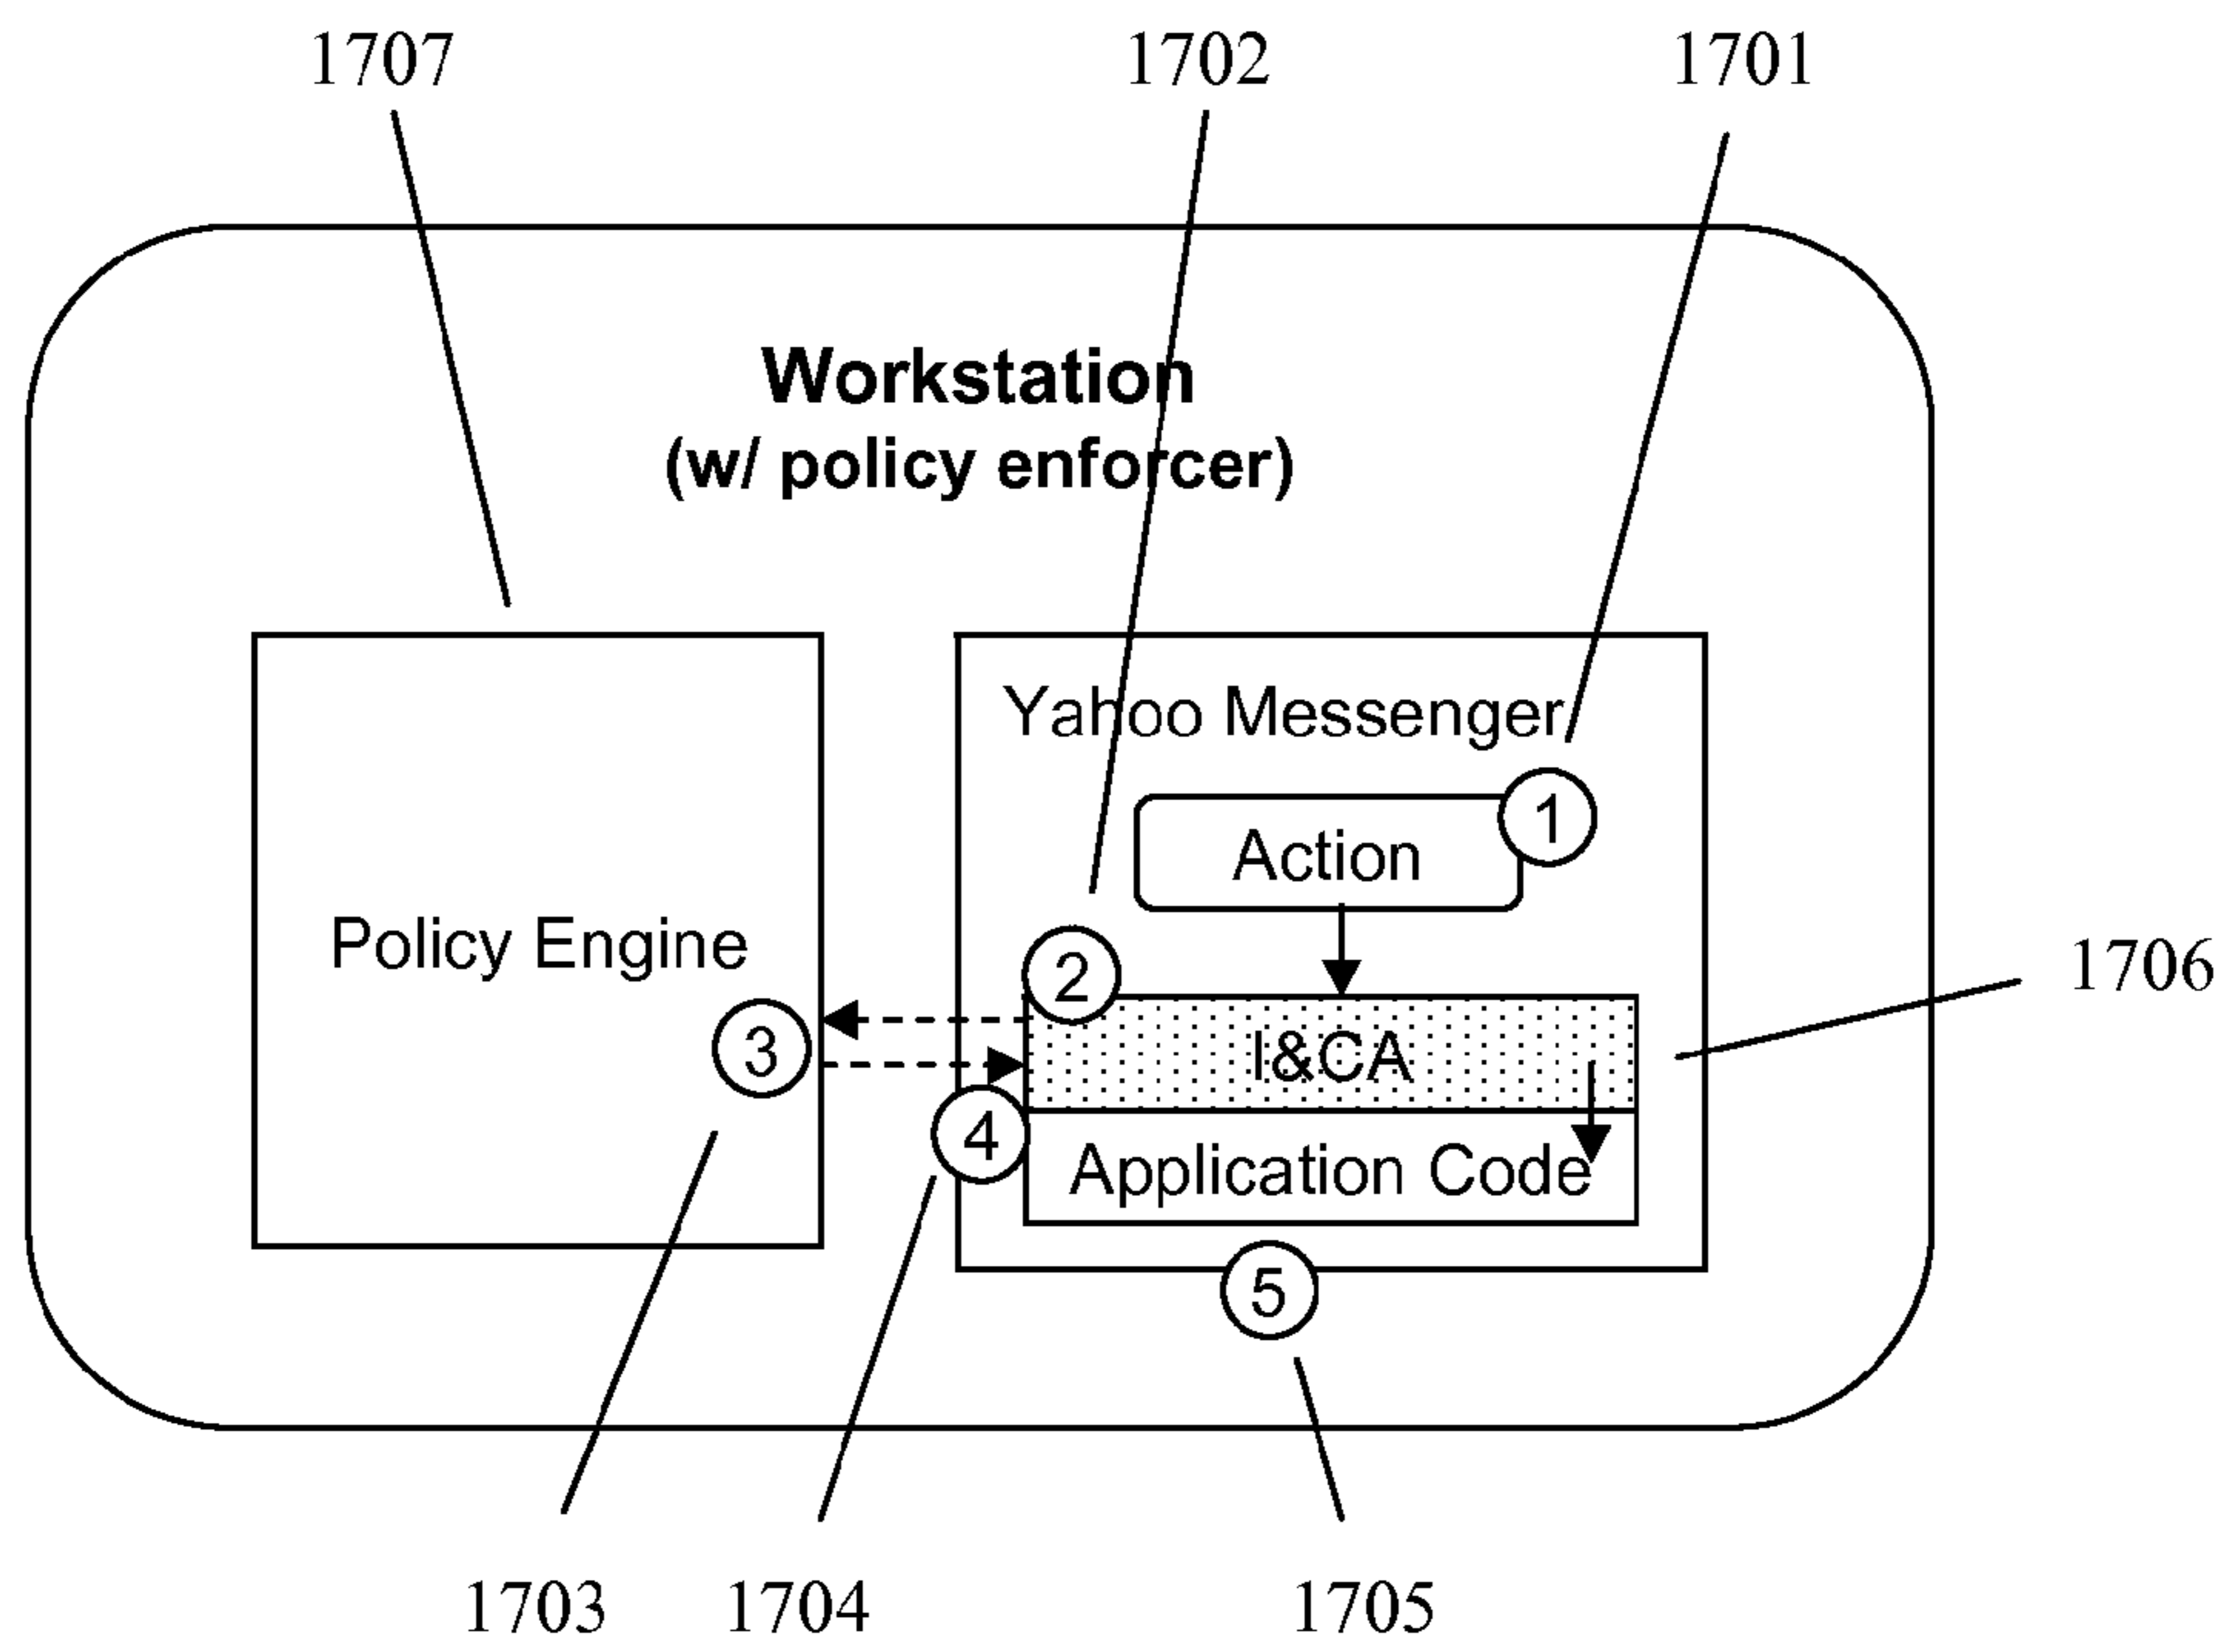 1707
1702
1701
Workstation
(w/ policy enforcer)
Yahoo Messenger
1
Action
Policy Engine
2
1706
3
I&CA
4
Application Code
5
1703
1704
1705